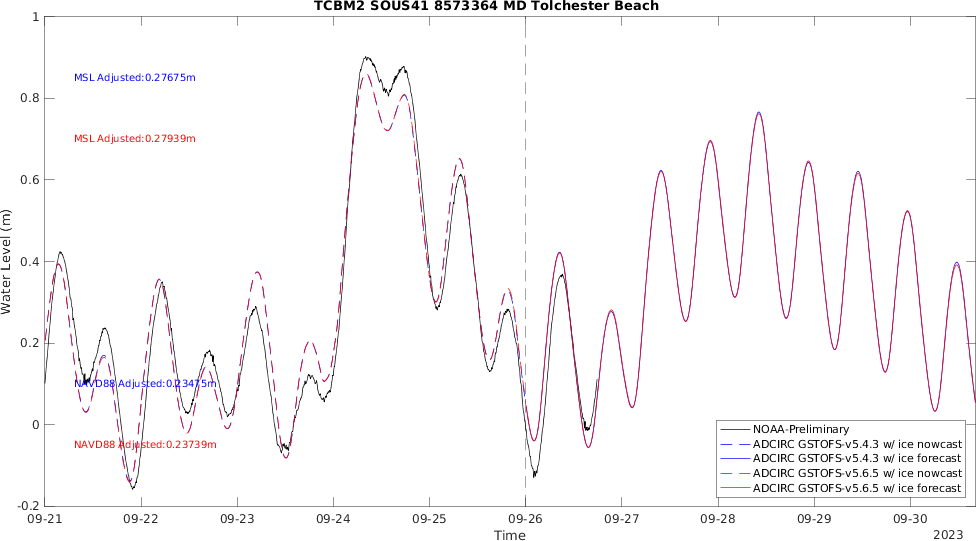 TCBM2 SOUS41 8573364 MD Tolchester Beach
1
0.8
0.6
0.4
0.2
0
-0.2
Water Level (m)
MSL Adjusted:0.27675m
MSL Adjusted:0.27939m
NAVD88 Adjusted:0.23475m
NAVD88 Adjusted:0.23739m
NOAA-Preliminary
ADCIRC GSTOFS-v5.4.3 w/ ice nowcast
ADCIRC GSTOFS-v5.4.3 w/ ice forecast
ADCIRC GSTOFS-v5.6.5 w/ ice nowcast
ADCIRC GSTOFS-v5.6.5 w/ ice forecast
09-21 09-22 09-23 09-24 09-25 09-26 09-27 09-28 09-29 09-30
Time
2023